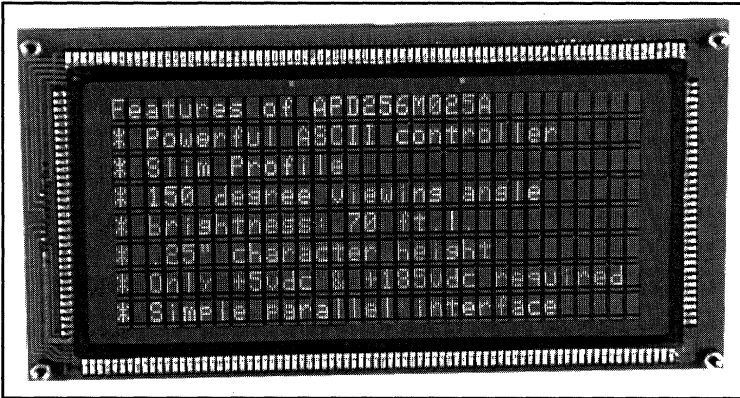 Features of APD256M025A
* Powerful ASCII controller
* Slim Profile
* 150 degree viewing angle
* brightness: 70 ft l.
* .25" character height
* Only +5vdc & +185vdc required
* Simple parallel interface